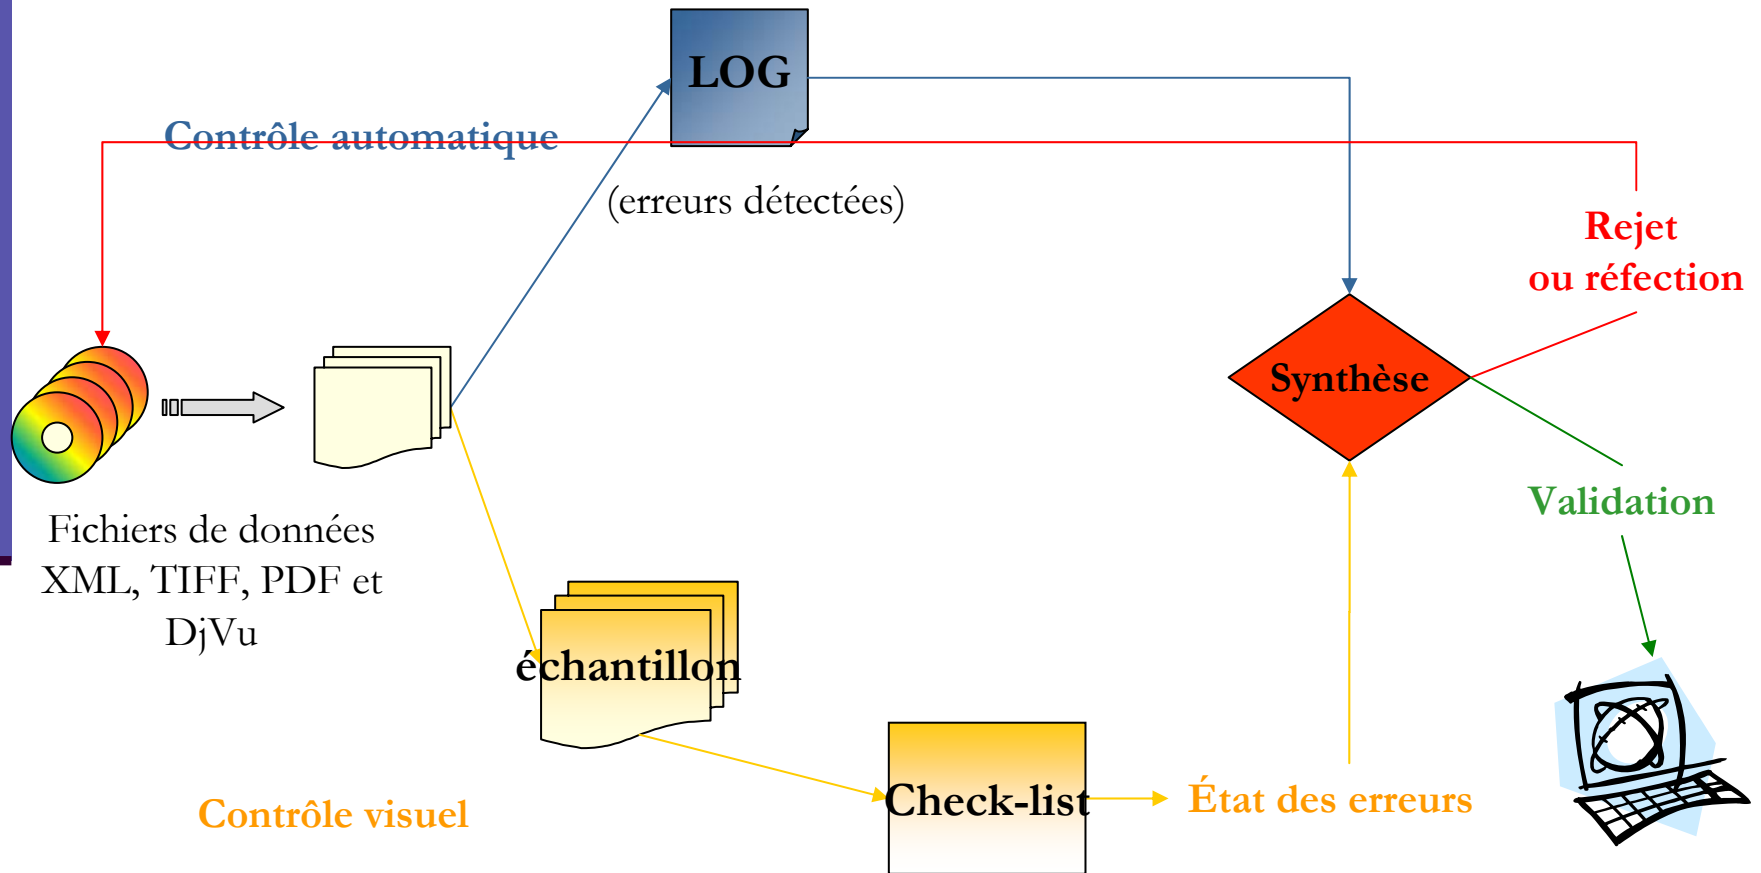 LOG
Contrôle automatique
(erreurs détectées)
Rejet
ou réfection
Synthèse
Validation
Fichiers de données
XML, TIFF, PDF et
DjVu
échantillon
Check-list
État des erreurs
Contrôle visuel